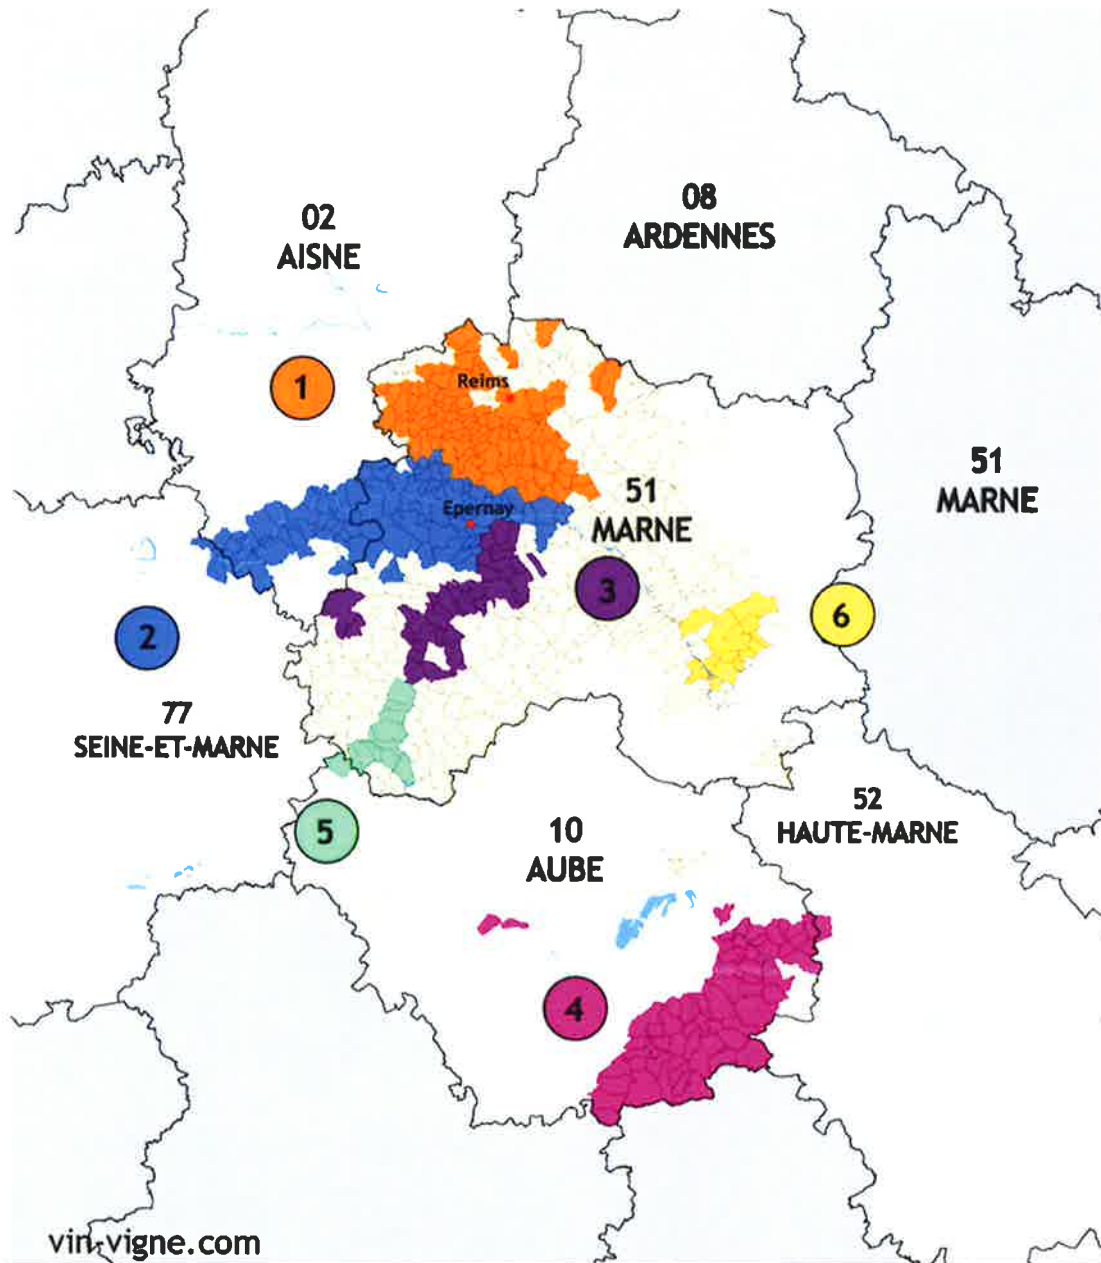 02
AISNE
08
ARDENNES
1
Reims
51
MARNE
51
MARNE
Epernay
2
3
6
77
SEINE-ET-MARNE
5
10
AUBE
52
HAUTE-MARNE
4
vin-vigne.com